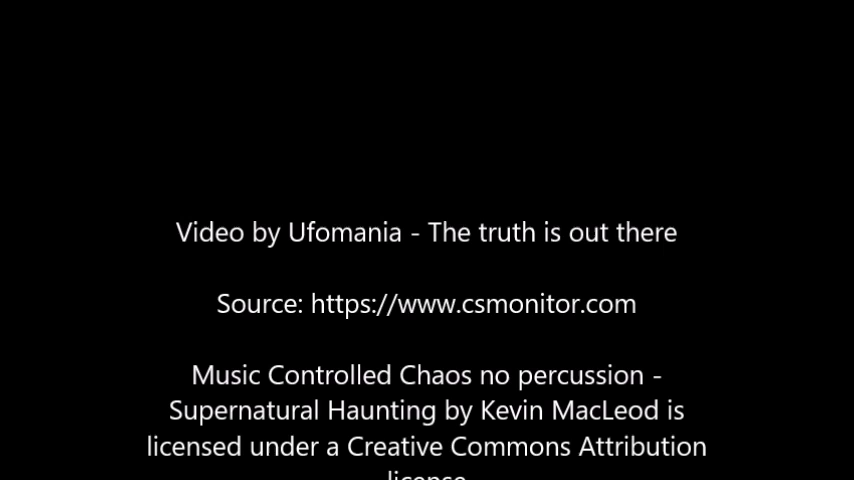 Video by Ufomania - The truth is out there
Source: https://www.csmonitor.com
Music Controlled Chaos no percussion -
Supernatural Haunting by Kevin MacLeod is
licensed under a Creative Commons Attribution
license